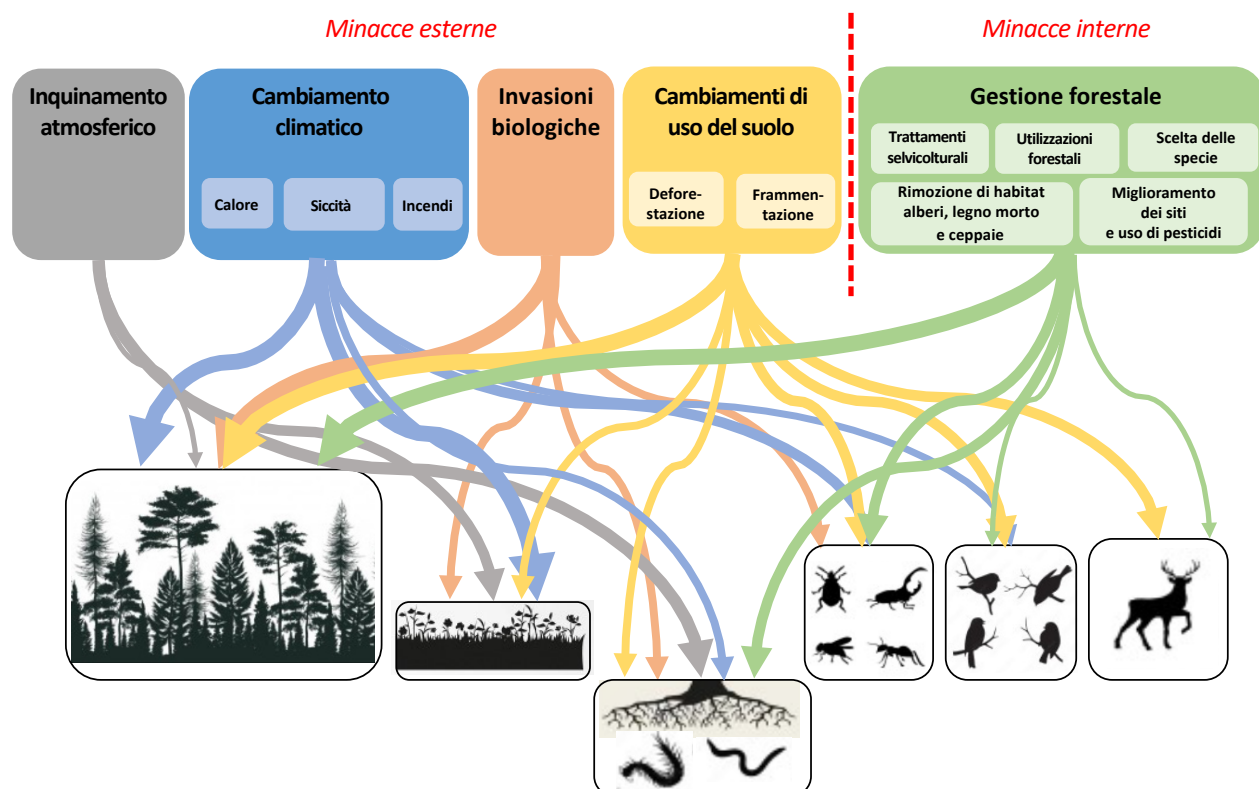 Minacce esterne
Minacce interne
Inquinamento
atmosferico
Cambiamento
climatico
Calore
Siccità
Incendi
Invasioni
biologiche
Cambiamenti di
uso del suolo
Defore-
stazione
Frammen-
tazione
Gestione forestale
Trattamenti
selvicolturali
Utilizzazioni
forestali
Scelta delle
specie
Rimozione di habitat
alberi, legno morto
e ceppaie
Miglioramento
dei siti
e uso di pesticidi